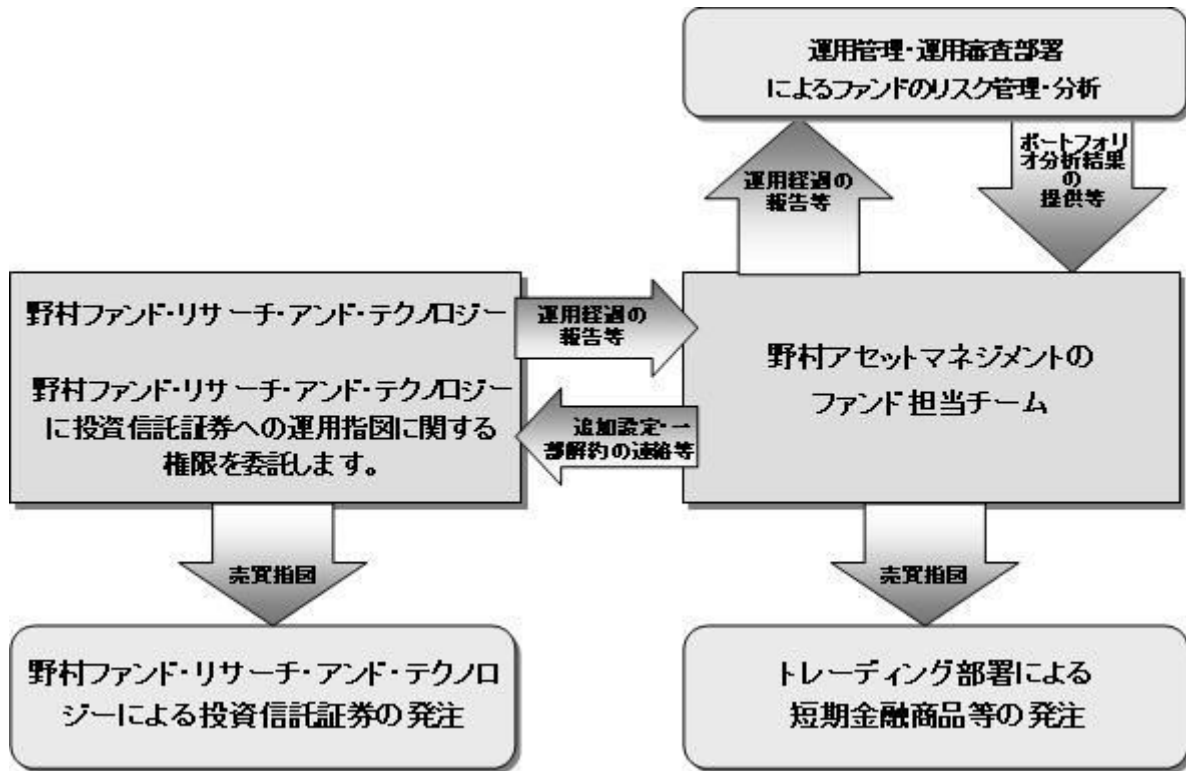 運用管理・運用審査部署
によるファンドのリスク管理・分析
運用経過の
報告等
ポートフォリ
オ分析結果
の
提供等
野村ファンド・リサーチ・アンド・テクノロジー
野村ファンド・リサーチ・アンド・テクノロジー
に投資信託証券への運用指図に関する
権限を委託します。
運用経過の
報告等
追加設定・一
部解約の連絡等
野村アセットマネジメントの
ファンド担当チーム
売買指図
売買指図
野村ファンド・リサーチ・アンド・テクノロ
ジーによる投資信託証券の発注
トレーディング部署による
短期金融商品等の発注